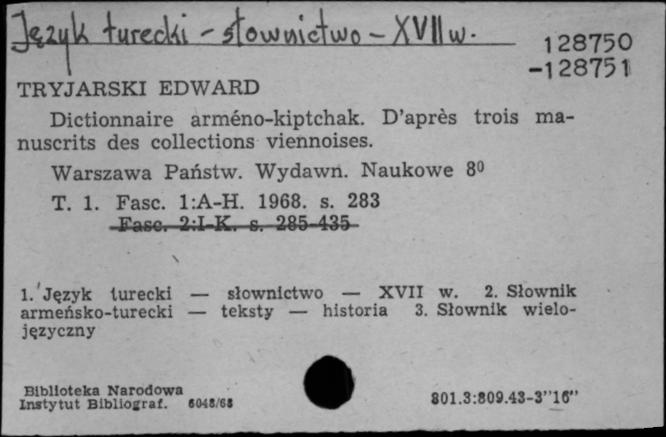 Język turecki - słownictwo - XVII w.
128750
-128751
TRYJARSKI EDWARD
Dictionnaire arméno-kiptchak. D'après trois ma-
nuscrits des collections viennoises.
Warszawa Państw. Wydawn. Naukowe 8⁰
T. 1. Fasc. 1:A-H. 1968. s. 283
Fasc. 2:I-K. s. 285-435
1. Język turecki — słownictwo — XVII w. 2. Słownik
armeńsko-turecki — teksty — historia 3. Słownik wielo-
języczny
Biblioteka Narodowa
Instytut Bibliograf. 6048/68
801.3:809.43-3"16"